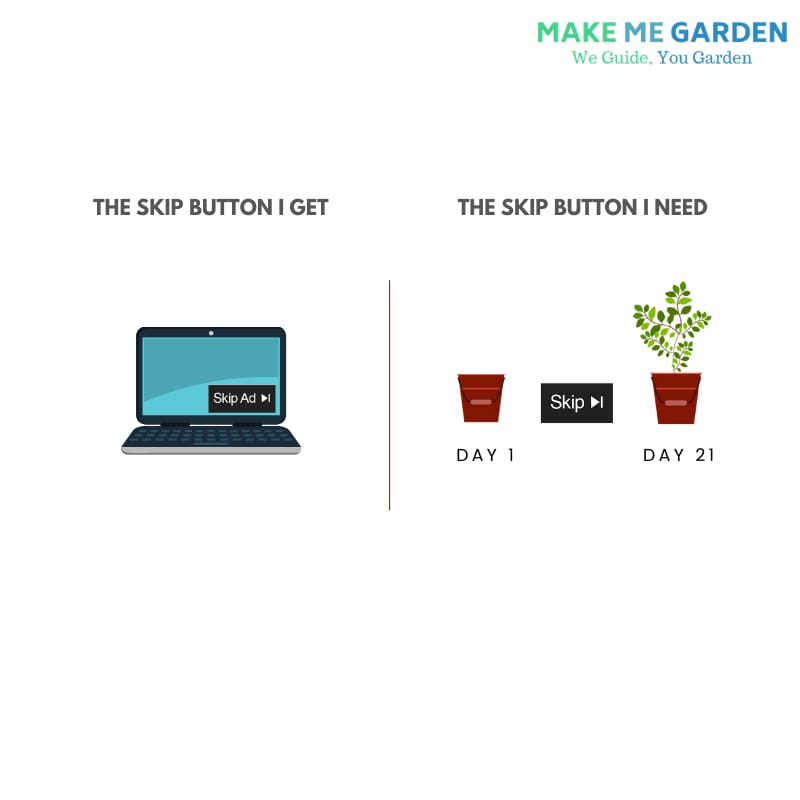 MAKE ME GARDEN
We Guide, You Garden
THE SKIP BUTTON I GET
THE SKIP BUTTON I NEED
Skip Ad
Skip
DAY 1
DAY 21